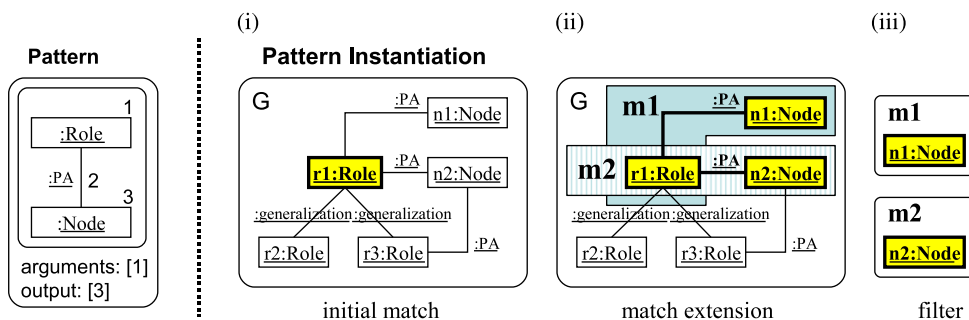 Pattern
1
:Role
:PA
2
3
:Node
arguments: [1]
output: [3]
(i)
Pattern Instantiation
G
:PA
n1:Node
r1:Role
:PA
n2:Node
:generalization
:generalization
r2:Role
r3:Role
:PA
initial match
(ii)
G
m1
:PA
n1:Node
m2
r1:Role
:PA
n2:Node
:generalization
:generalization
r2:Role
r3:Role
:PA
match extension
(iii)
m1
n1:Node
m2
n2:Node
filter